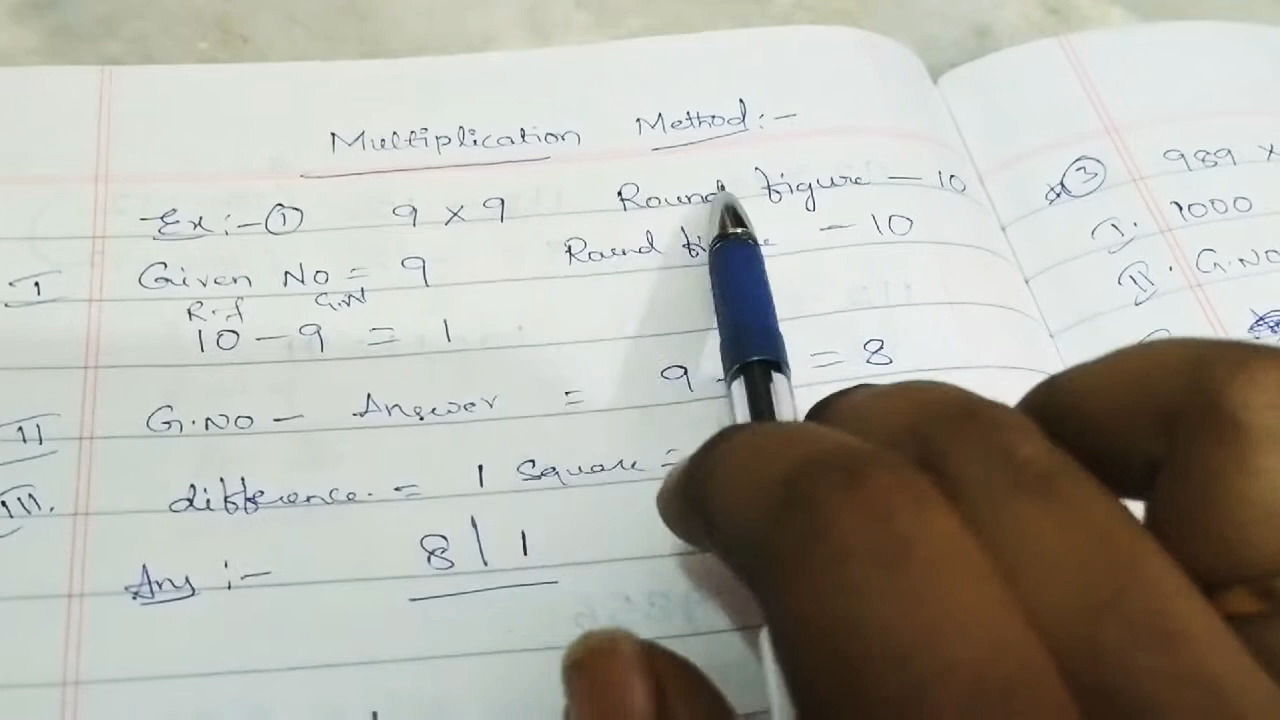 Multiplication Method:-
Ex:- ① 9 × 9 Round figure — 10
Round — 10
I Given No = 9
R.f G.N
10 — 9 = 1
II G.No — Answer = 9 = 8
III. difference. = 1 Square =
Ans :- 8 | 1
③ 989 ×
I. 1000
II. G.No